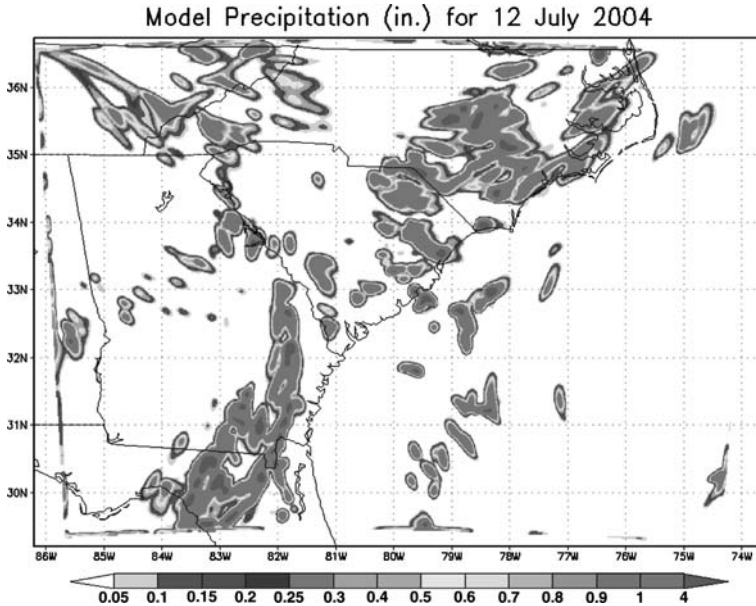 Model Precipitation (in.) for 12 July 2004
36N
35N
34N
33N
32N
31N
30N
86W 85W 84W 83W 82W 81W 80W 79W 78W 77W 76W 75W 74W
0.05 0.1 0.15 0.2 0.25 0.3 0.4 0.5 0.6 0.7 0.8 0.9 1 4